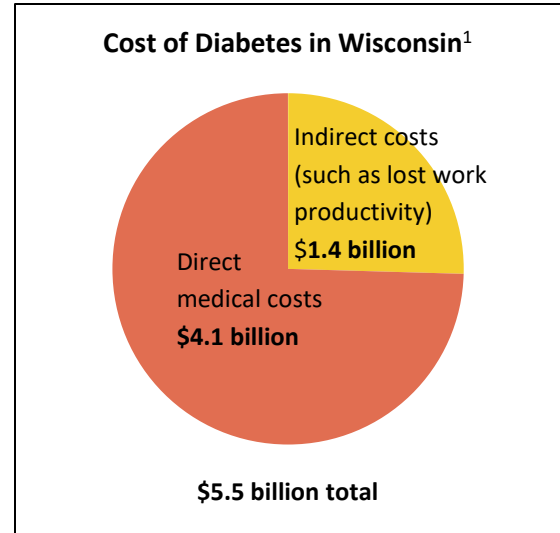 Cost of Diabetes in Wisconsin¹
Indirect costs
(such as lost work
productivity)
$1.4 billion
Direct
medical costs
$4.1 billion
$5.5 billion total